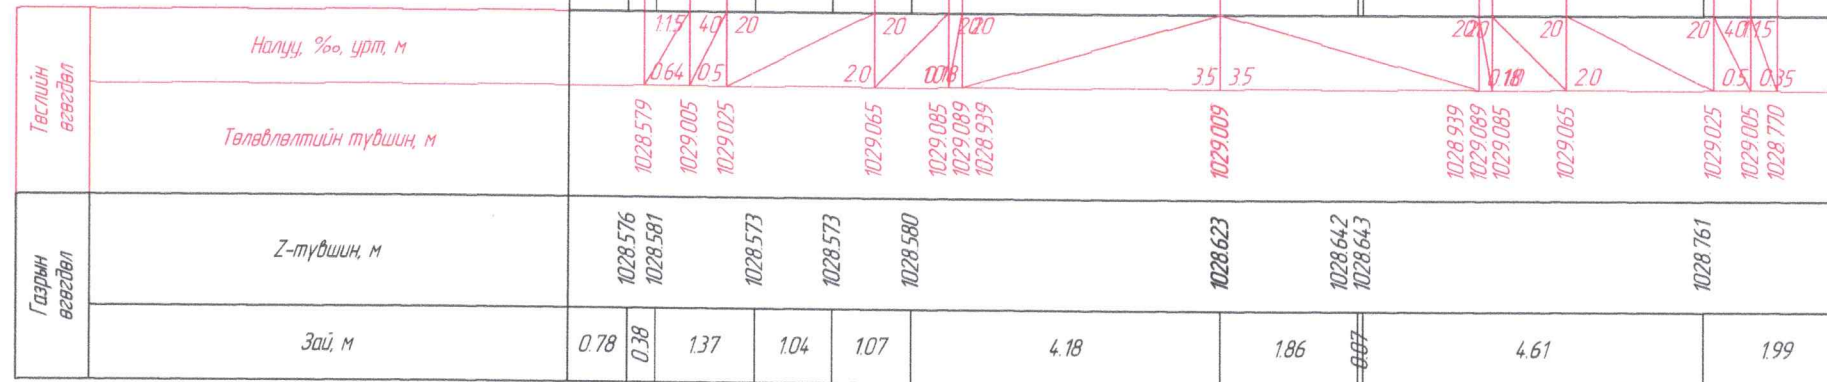 Төслийн
өгөгдөл
Налуу, ‰, урт, м
1:1.5 40 20 20 20 20 20 20 20 40
0.64 0.5 2.0 3.5 3.5 2.0 0.5 0.35
Төлөвлөлтийн түвшин, м
1028.579 1029.005 1029.025 1029.065 1029.085 1029.089 1028.939 1029.009 1028.939 1029.089 1029.085 1029.065 1029.025 1029.005 1028.770
Газрын
өгөгдөл
Z-түвшин, м
1028.576 1028.581 1028.573 1028.573 1028.580 1028.623 1028.642 1028.643 1028.761
Зай, м
0.78 0.38 1.37 1.04 1.07 4.18 1.86 0.07 4.61 1.99